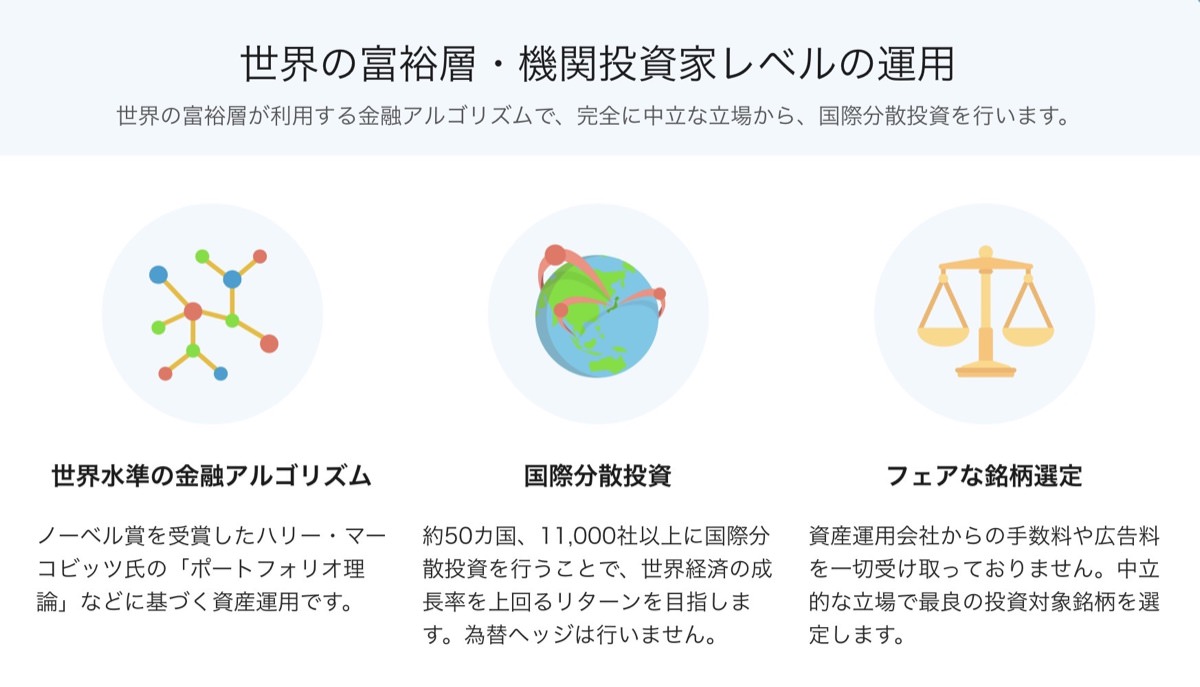 世界の富裕層・機関投資家レベルの運用
世界の富裕層が利用する金融アルゴリズムで、完全に中立な立場から、国際分散投資を行います。
世界水準の金融アルゴリズム
ノーベル賞を受賞したハリー・マー
コビッツ氏の「ポートフォリオ理
論」などに基づく資産運用です。
国際分散投資
約50カ国、11,000社以上に国際分
散投資を行うことで、世界経済の成
長率を上回るリターンを目指しま
す。為替ヘッジは行いません。
フェアな銘柄選定
資産運用会社からの手数料や広告料
を一切受け取っておりません。中立
的な立場で最良の投資対象銘柄を選
定します。